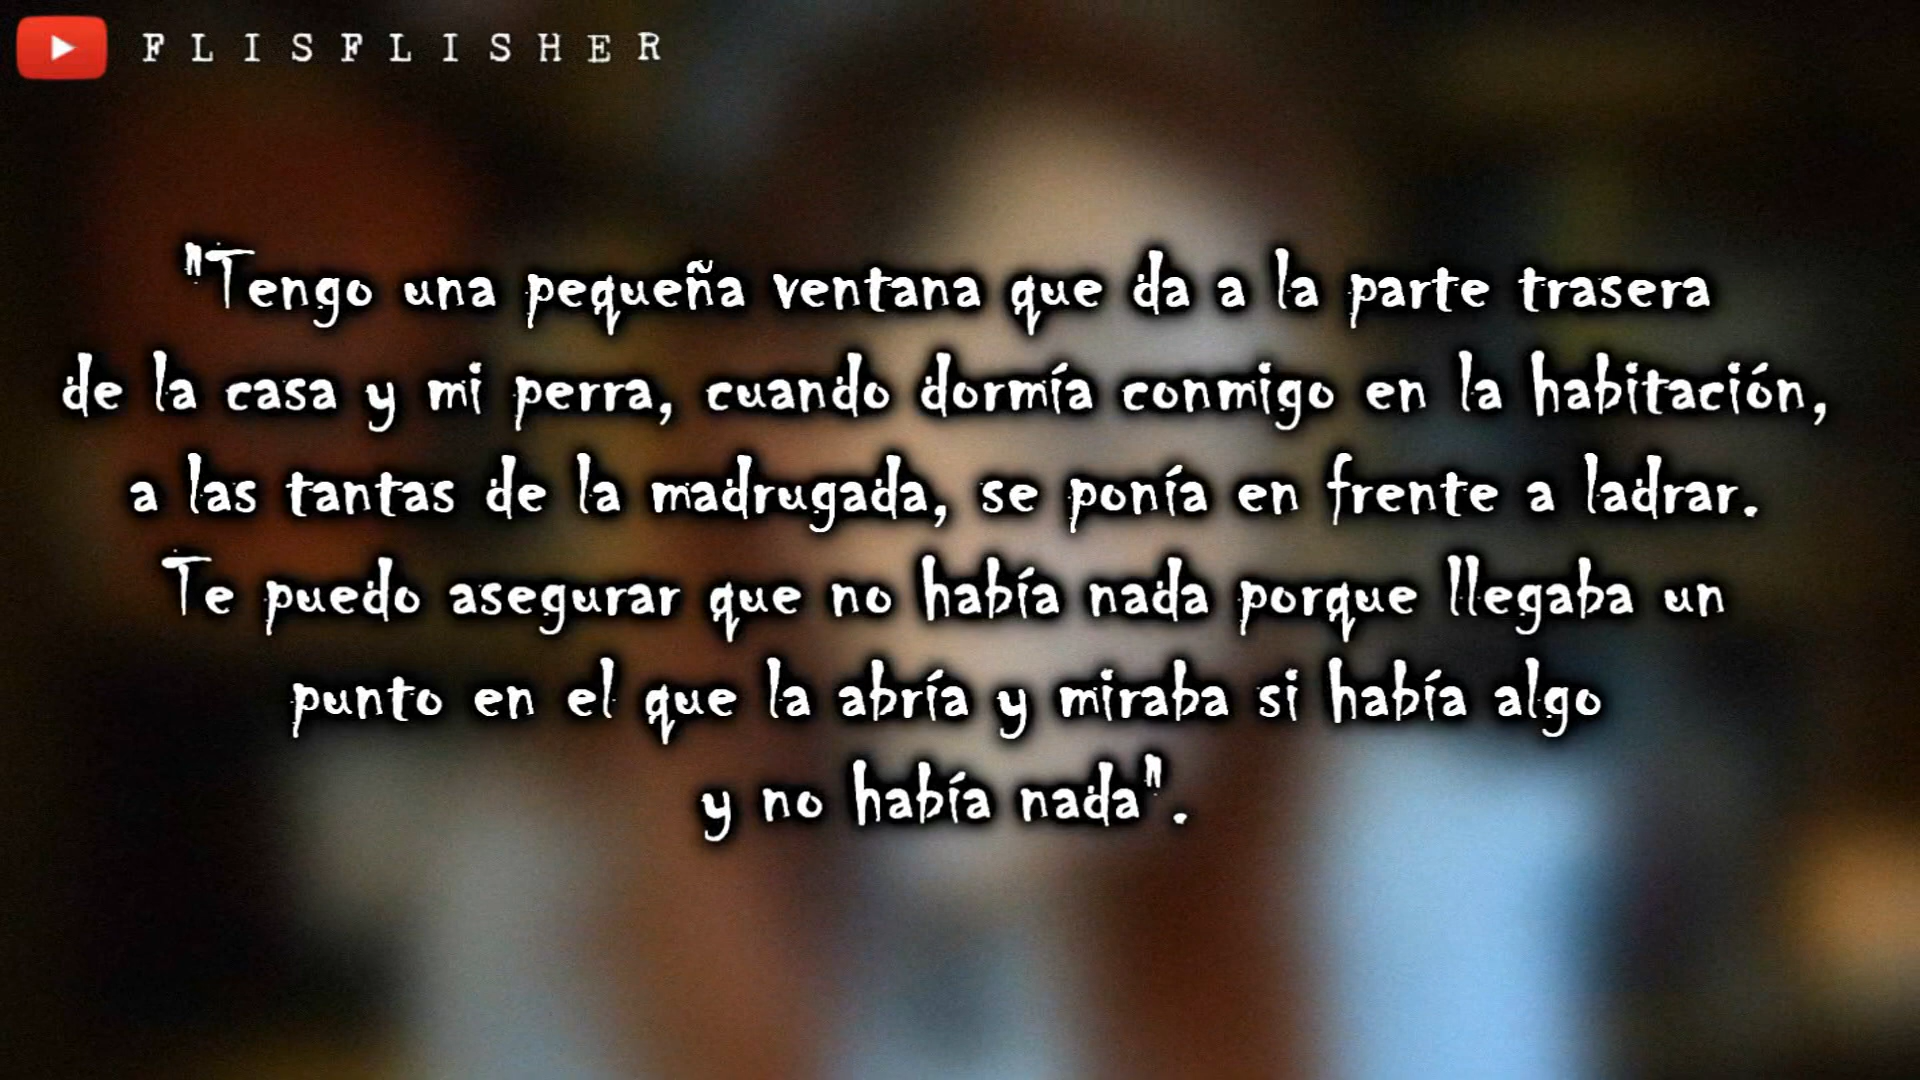 FLISFLISHER
"Tengo una pequeña ventana que da a la parte trasera
de la casa y mi perra, cuando dormía conmigo en la habitación,
a las tantas de la madrugada, se ponía en frente a ladrar.
Te puedo asegurar que no había nada porque llegaba un
punto en el que la abría y miraba si había algo
y no había nada".